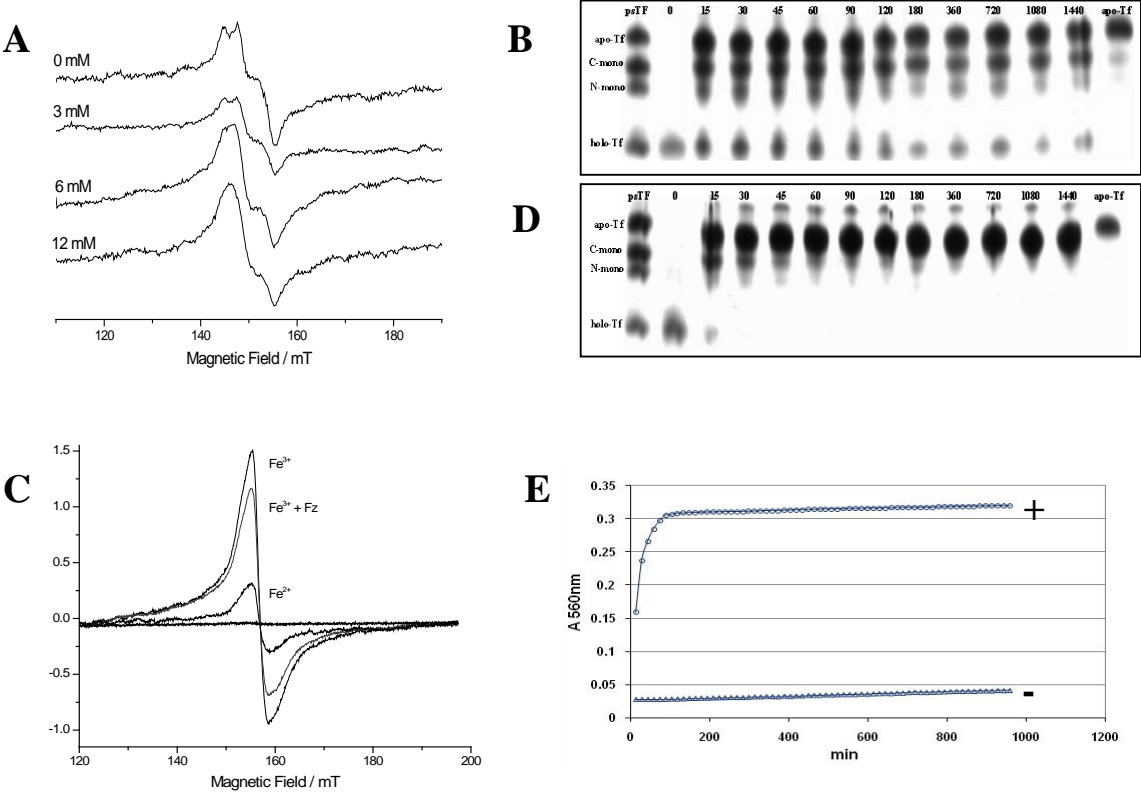 A
0 mM
3 mM
6 mM
12 mM
120 140 160 180
Magnetic Field / mT
B
psTF 0 15 30 45 60 90 120 180 360 720 1080 1440 apo-Tf
apo-Tf
C-mono
N-mono
holo-Tf
D
psTF 0 15 30 45 60 90 120 180 360 720 1080 1440 apo-Tf
apo-Tf
C-mono
N-mono
holo-Tf
C
1.5
1.0
0.5
0.0
-0.5
-1.0
Fe³⁺
Fe³⁺ + Fz
Fe²⁺
120 140 160 180 200
Magnetic Field / mT
E
0.35
0.3
0.25
0.2
0.15
0.1
0.05
0
A 560nm
+
-
0 200 400 600 800 1000 1200
min